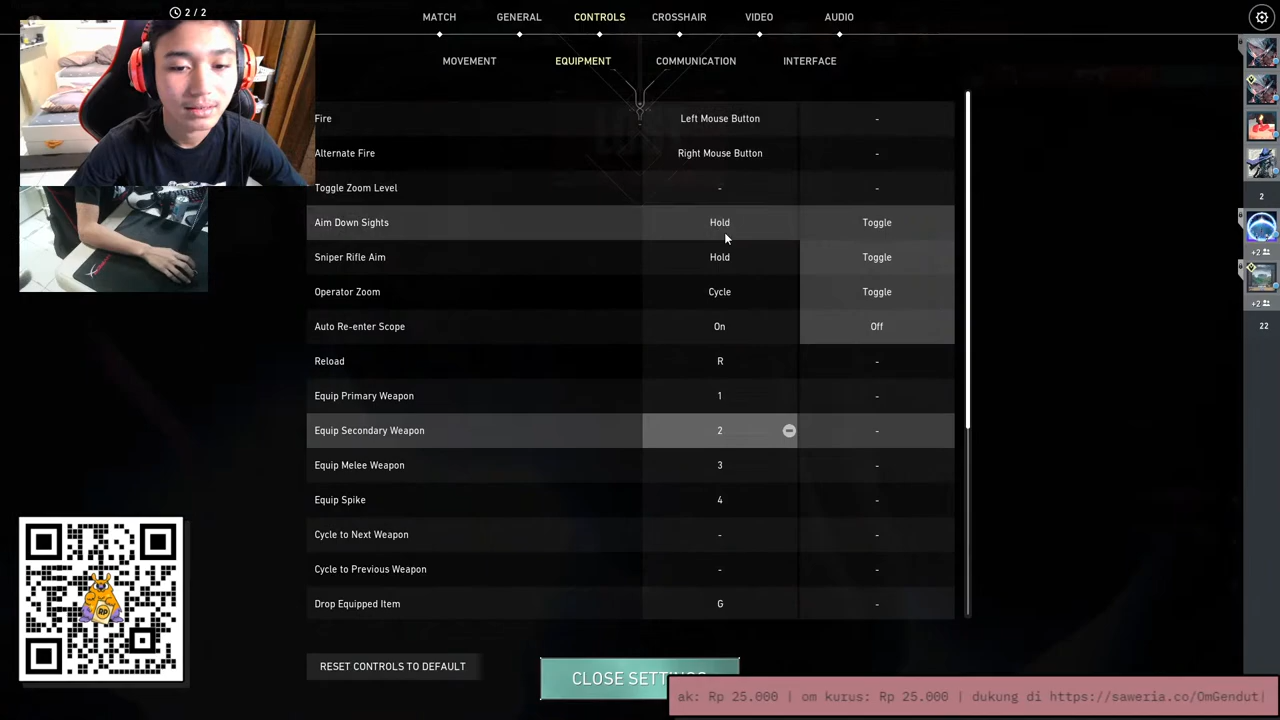 2 / 2
MATCH GENERAL CONTROLS CROSSHAIR VIDEO AUDIO
MOVEMENT EQUIPMENT COMMUNICATION INTERFACE
Fire Left Mouse Button -
Alternate Fire Right Mouse Button -
Toggle Zoom Level -
Aim Down Sights Hold Toggle
Sniper Rifle Aim Hold Toggle
Operator Zoom Cycle Toggle
Auto Re-enter Scope On Off
Reload R -
Equip Primary Weapon 1 -
Equip Secondary Weapon 2 -
Equip Melee Weapon 3 -
Equip Spike 4 -
Cycle to Next Weapon - -
Cycle to Previous Weapon - -
Drop Equipped Item G -
2
+2
+2
22
RP
RESET CONTROLS TO DEFAULT
CLOSE
ak: Rp 25.000 | om kurus: Rp 25.000 | dukung di https://saweria.co/OmGendut|